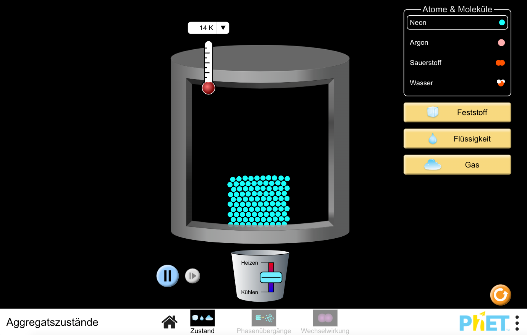 14 K
Atome & Moleküle
Neon
Argon
Sauerstoff
Wasser
Feststoff
Flüssigkeit
Gas
Heizen
Kühlen
Aggregatszustände
Zustand
Phasenübergänge
Wechselwirkung
PhET